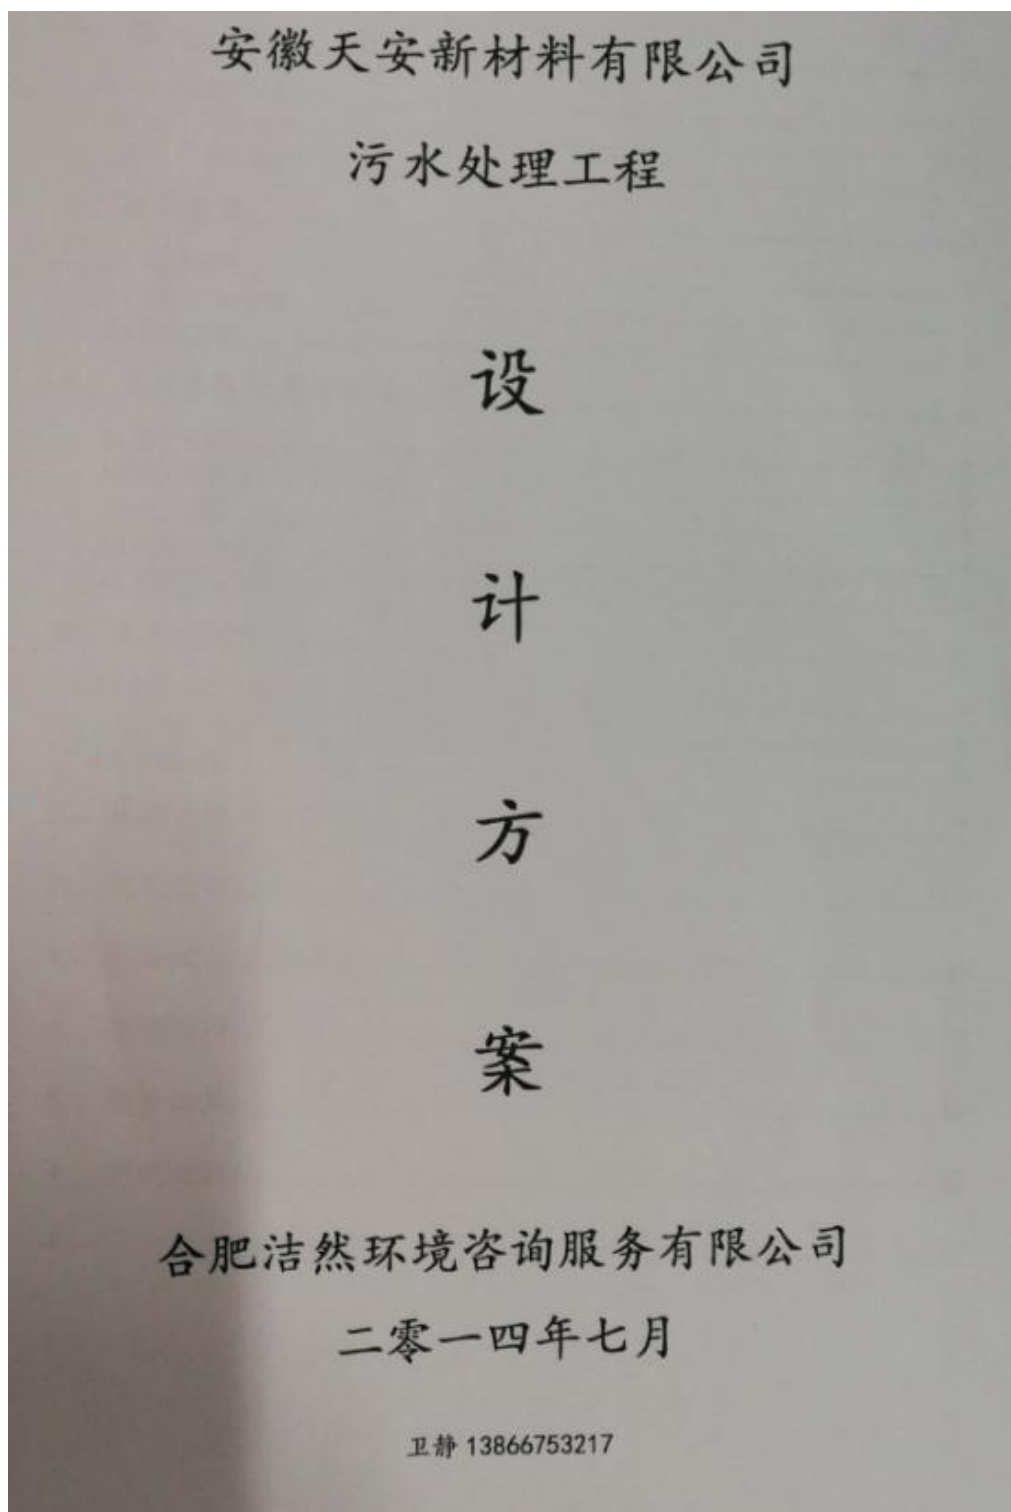 安徽天安新材料有限公司
污水处理工程
设
计
方
案
合肥洁然环境咨询服务有限公司
二零一四年七月
卫静 13866753217